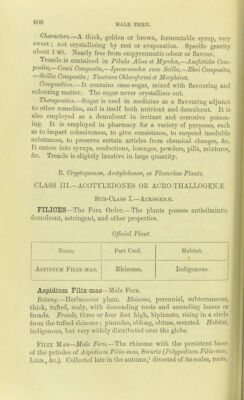 606
MALE FERN.
Characters.—A thick, golden or brown, fermentable syrup, very
sweet; not crystallising by rest or evaporation. Specific gravity
about 1·40. Nearly free from empyreumatic odour or flavour.
Treacle is contained in Pilula Aloes et Myrrhæ,—Assafœtidæ Com-
posita,—Conii Composita,—Ipecacuanhæ cum Scilla,—Rhei Composita,
—Scillæ Composita; Tinctura Chloroformi et Morphinæ.
Composition.—It contains cane-sugar, mixed with flavouring and
colouring matter. The sugar never crystallises out.
Therapeutics.—Sugar is used in medicine as a flavouring adjunct
to other remedies, and is itself both nutrient and demulcent. It is
also employed as a demulcent in irritant and corrosive poison-
ing. It is employed in pharmacy for a variety of purposes, such
as to impart cohesiveness, to give consistence, to suspend insoluble
substances, to preserve certain articles from chemical changes, &c.
It enters into syrups, confections, lozenges, powders, pills, mixtures,
&c. Treacle is slightly laxative in large quantity.
B. Cryptogamous, Acotyledonous, or Flowerless Plants.
CLASS III.—ACOTYLEDONES OR ACRO-THALLOGENÆ
Sub-Class I.—Acrogenæ.
FILICES—The Fern Order.—The plants possess anthelmintic
demulcent, astringent, and other properties.
Official Plant.
Name. Part Used. Habitat.
Aspidium Filix-mas. Rhizome. Indigenous.
Aspidium Filix-mas—Male Fern.
Botany.—Herbaceous plant. Rhizome, perennial, subterraneous,
thick, tufted, scaly, with descending roots and ascending leaves or
fronds. Fronds, three or four feet high, bipinnate, rising in a circle
from the tufted rhizome; pinnules, oblong, obtuse, serrated. Habitat,
indigenous, but very widely distributed over the globe.
Filix Mas—Male Fern.—The rhizome with the persistent bases
of the petioles of Aspidium Filix-mas, Swartz (Polypodium Filix-mas,
Linn., &c.). Collected late in the autumn, divested of its scales, roots,